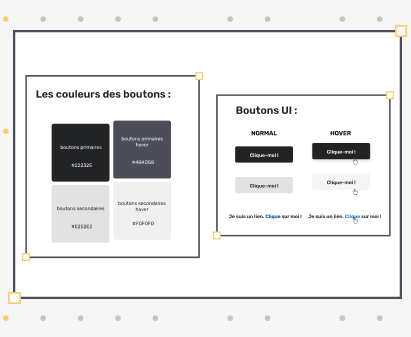 Les couleurs des boutons :
boutons primaires
#222325
boutons primaires
hover
#4B4D58
boutons secondaires
#E2E2E2
boutons secondaires
hover
#F0F0F0
Boutons UI :
NORMAL
HOVER
Clique-moi !
Clique-moi !
Clique-moi !
Clique-moi !
Je suis un lien. Clique sur moi !
Je suis un lien. Clique sur moi !